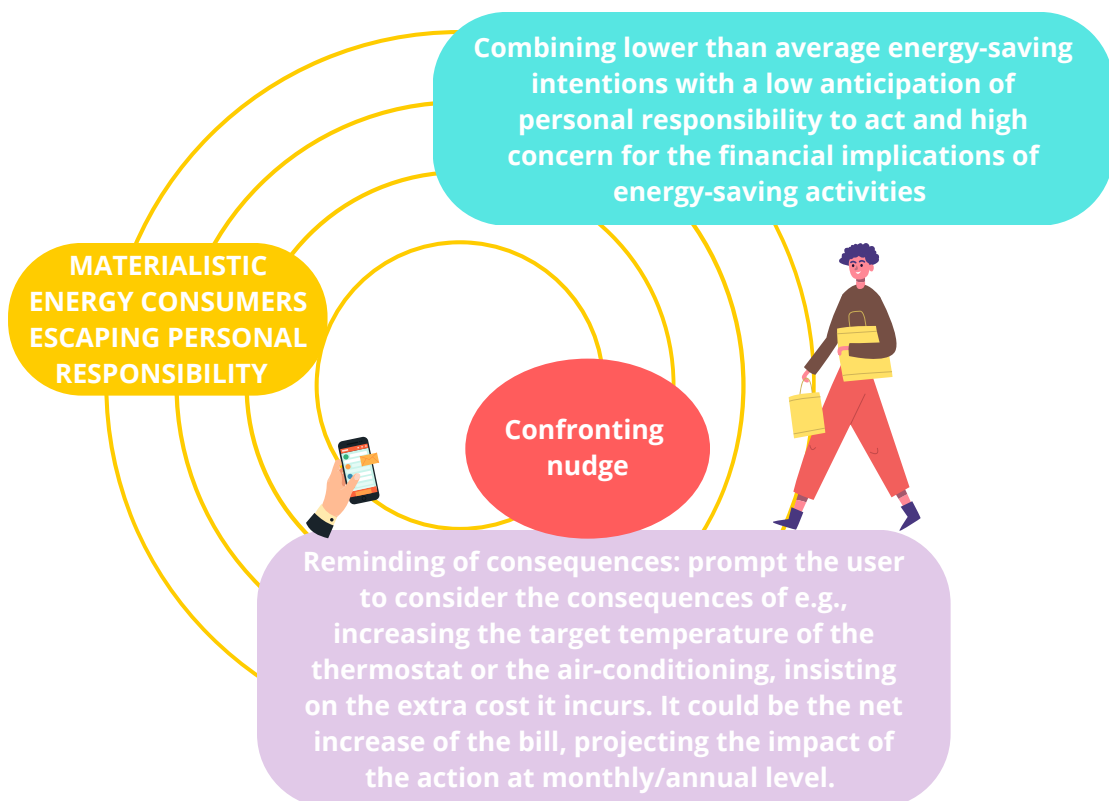 Combining lower than average energy-saving
intentions with a low anticipation of
personal responsibility to act and high
concern for the financial implications of
energy-saving activities
MATERIALISTIC
ENERGY CONSUMERS
ESCAPING PERSONAL
RESPONSIBILITY
Confronting
nudge
Reminding of consequences: prompt the user
to consider the consequences of e.g.,
increasing the target temperature of the
thermostat or the air-conditioning, insisting
on the extra cost it incurs. It could be the net
increase of the bill, projecting the impact of
the action at monthly/annual level.